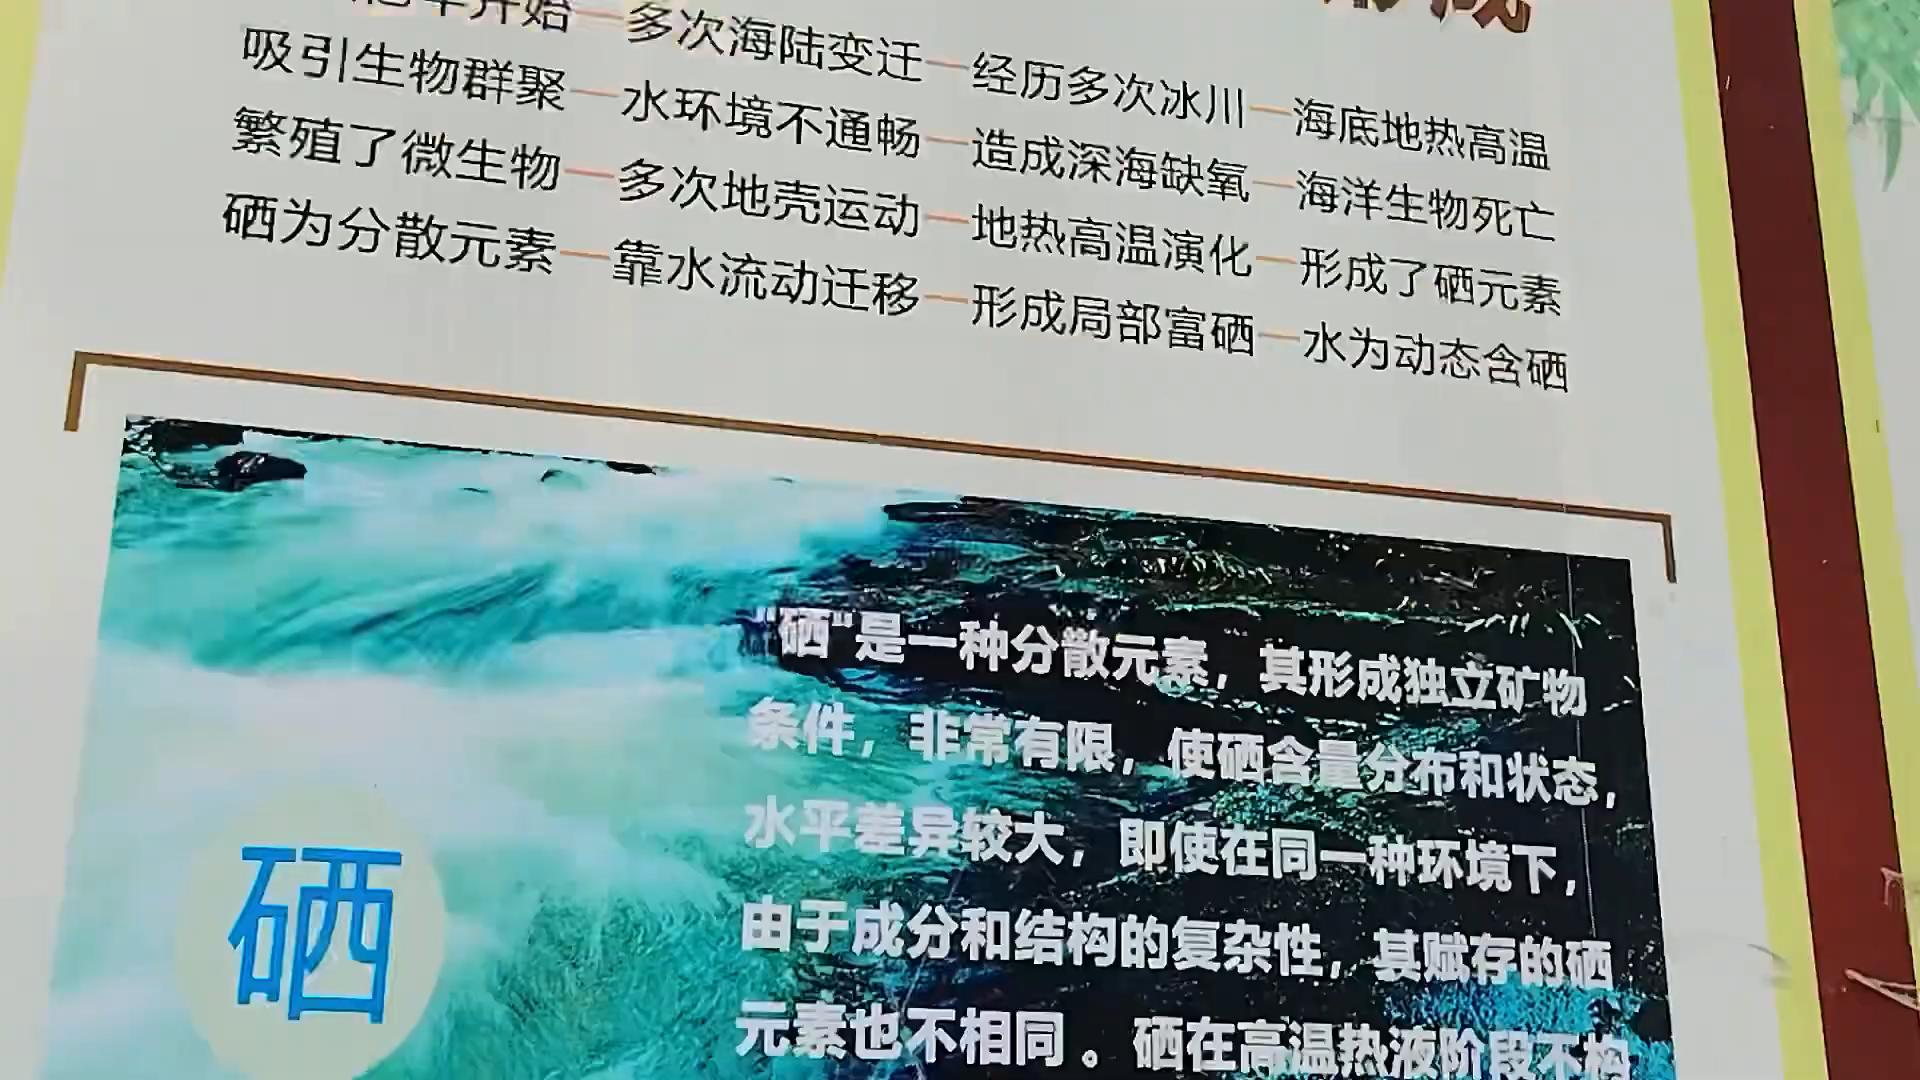 成
年开始—多次海陆变迁—经历多次冰川—海底地热高温
吸引生物群聚—水环境不通畅—造成深海缺氧—海洋生物死亡
繁殖了微生物—多次地壳运动—地热高温演化—形成了硒元素
硒为分散元素—靠水流动迁移—形成局部富硒—水为动态含硒
"硒"是一种分散元素，其形成独立矿物
条件，非常有限，使硒含量分布和状态，
水平差异较大，即使在同一种环境下，
由于成分和结构的复杂性，其赋存的硒
元素也不相同。硒在高温热液阶段不构
硒